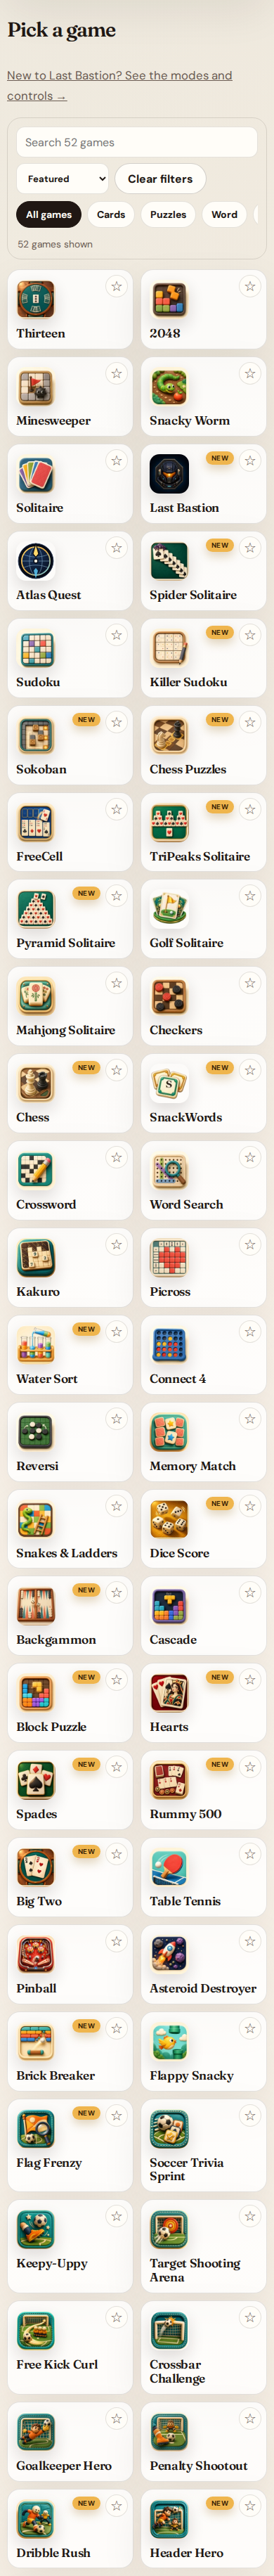 Pick a game
New to Last Bastion? See the modes and
controls →
Search 52 games
Featured
Clear filters
All games
Cards
Puzzles
Word
52 games shown
Thirteen
2048
Minesweeper
Snacky Worm
Solitaire
NEW
Last Bastion
Atlas Quest
NEW
Spider Solitaire
Sudoku
NEW
Killer Sudoku
NEW
Sokoban
NEW
Chess Puzzles
FreeCell
NEW
TriPeaks Solitaire
NEW
Pyramid Solitaire
Golf Solitaire
Mahjong Solitaire
Checkers
NEW
Chess
NEW
S
SnackWords
Crossword
Word Search
Kakuro
Picross
NEW
Water Sort
Connect 4
Reversi
Memory Match
Snakes & Ladders
NEW
Dice Score
NEW
Backgammon
Cascade
NEW
Block Puzzle
NEW
Hearts
NEW
Spades
NEW
Rummy 500
NEW
Big Two
Table Tennis
Pinball
Asteroid Destroyer
NEW
Brick Breaker
Flappy Snacky
NEW
Flag Frenzy
Soccer Trivia
Sprint
Keepy-Uppy
Target Shooting
Arena
Free Kick Curl
Crossbar
Challenge
Goalkeeper Hero
Penalty Shootout
NEW
Dribble Rush
NEW
Header Hero